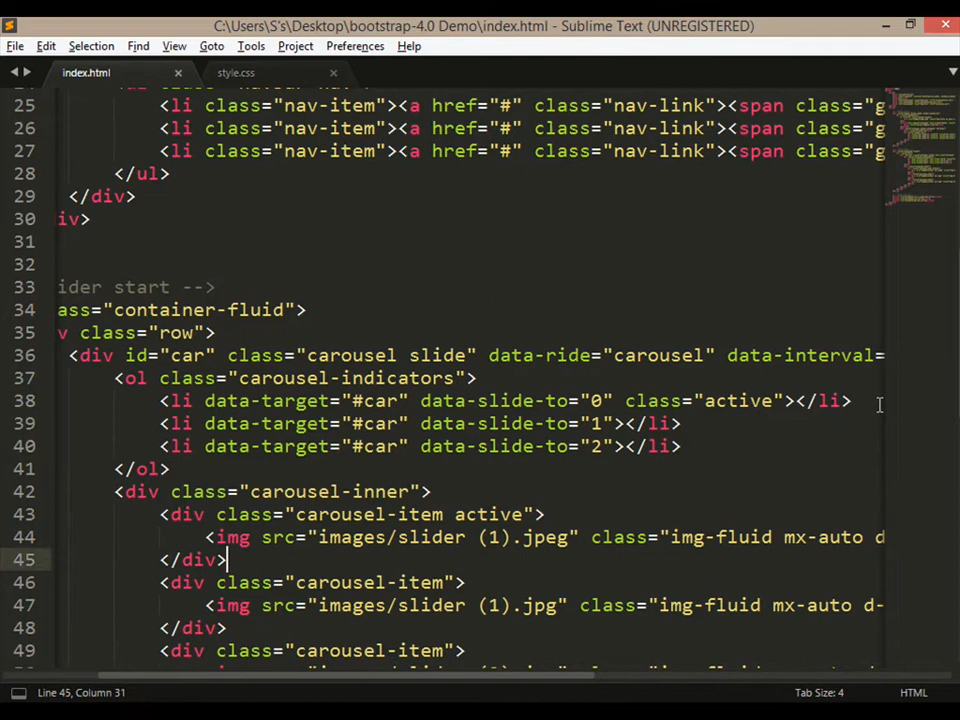 C:\Users\S's\Desktop\bootstrap-4.0 Demo\index.html - Sublime Text (UNREGISTERED)
File Edit Selection Find View Goto Tools Project Preferences Help
index.html style.css
25 <li class="nav-item"><a href="#" class="nav-link"><span class="g
26 <li class="nav-item"><a href="#" class="nav-link"><span class="g
27 <li class="nav-item"><a href="#" class="nav-link"><span class="g
28 </ul>
29 </div>
30 iv>
31
32
33 ider start -->
34 ass="container-fluid">
35 v class="row">
36 <div id="car" class="carousel slide" data-ride="carousel" data-interval=
37 <ol class="carousel-indicators">
38 <li data-target="#car" data-slide-to="0" class="active"></li>
39 <li data-target="#car" data-slide-to="1"></li>
40 <li data-target="#car" data-slide-to="2"></li>
41 </ol>
42 <div class="carousel-inner">
43 <div class="carousel-item active">
44 <img src="images/slider (1).jpeg" class="img-fluid mx-auto d
45 </div>
46 <div class="carousel-item">
47 <img src="images/slider (1).jpg" class="img-fluid mx-auto d-
48 </div>
49 <div class="carousel-item">
Line 45, Column 31 Tab Size: 4 HTML